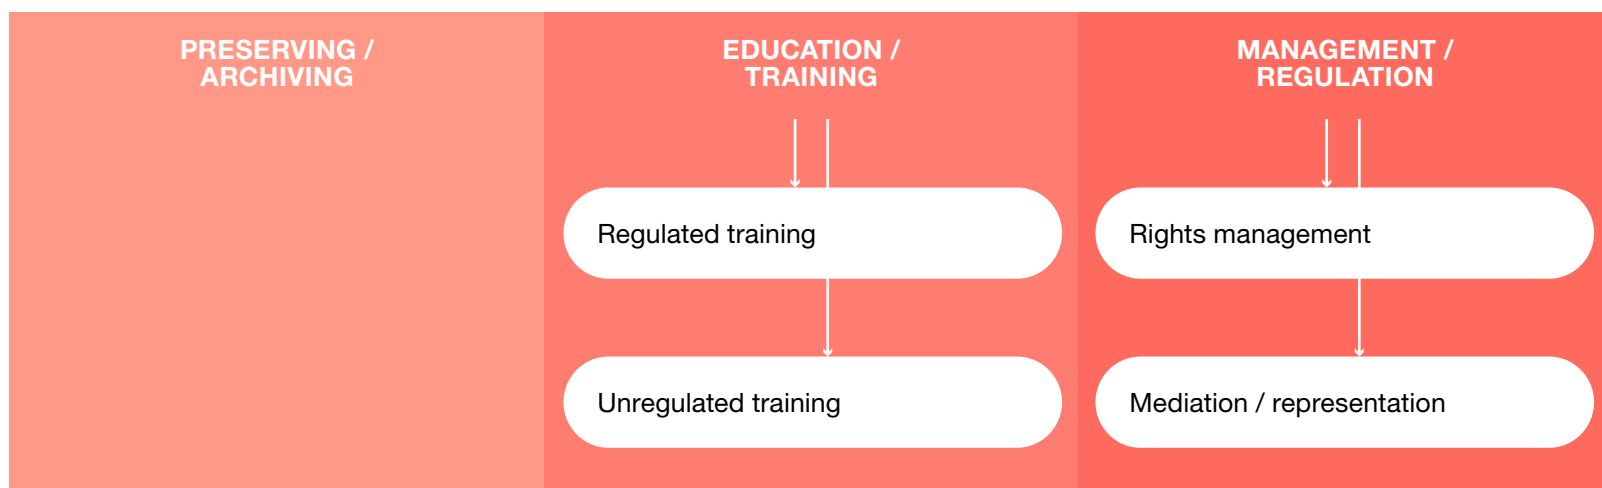 PRESERVING /
ARCHIVING
EDUCATION /
TRAINING
MANAGEMENT /
REGULATION
Regulated training
Rights management
Unregulated training
Mediation / representation